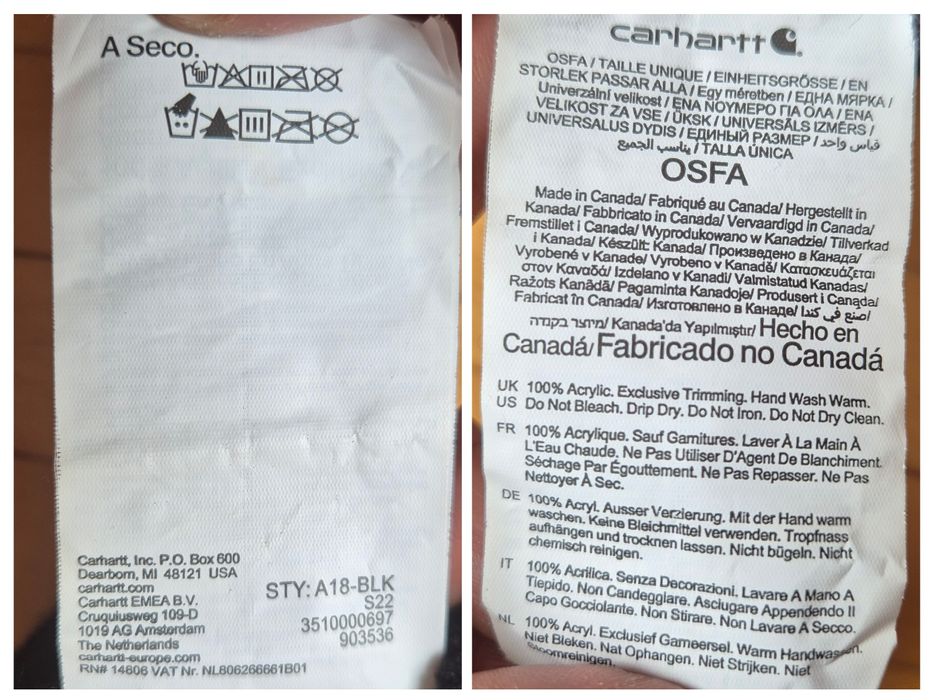 A Seco.
Carhartt, Inc. P.O. Box 600
Dearborn, MI 48121 USA
carhartt.com
Carhartt EMEA B.V.
Cruquiusweg 109-D
1019 AG Amsterdam
The Netherlands
carhartt-europe.com
RN# 14806 VAT Nr. NL806266661B01
STY: A18-BLK
S22
3510000697
903536
carhartt
OSFA / TAILLE UNIQUE / EINHEITSGRÖSSE / EN
STORLEK PASSAR ALLA / Egy méretben / ЕДНА МЯРКА /
Univerzální velikost / ΕΝΑ ΝΟΥΜΕΡΟ ΓΙΑ ΟΛΑ / ENA
VELIKOST ZA VSE / ÜKSK / UNIVERSĀLS IZMĒRS /
UNIVERSALUS DYDIS / ЕДИНЫЙ РАЗМЕР / قياس واحد
يناسب الجميع / TALLA ÚNICA
OSFA
Made in Canada/ Fabriqué au Canada/ Hergestellt in
Kanada/ Fabbricato in Canada/ Vervaardigd in Canada/
Fremstillet i Canada/ Wyprodukowano w Kanadzie/ Tillverkad
i Kanada/ Készült: Kanada/ Произведено в Канада/
Vyrobené v Kanade/ Vyrobeno v Kanadě/ Κατασκευάζεται
στον Καναδά/ Izdelano v Kanadi/ Valmistatud Kanadas/
Ražots Kanādā/ Pagaminta Kanadoje/ Produsert i Canada/
Fabricat în Canada/ Изготовлено в Канаде/ اصنع في كندا/
מיוצר בקנדה/ Kanada'da Yapılmıştır/ Hecho en
Canadá/ Fabricado no Canadá
UK 100% Acrylic. Exclusive Trimming. Hand Wash Warm.
US Do Not Bleach. Drip Dry. Do Not Iron. Do Not Dry Clean.
FR 100% Acrylique. Sauf Garnitures. Laver À La Main À
L'Eau Chaude. Ne Pas Utiliser D'Agent De Blanchiment.
Séchage Par Égouttement. Ne Pas Repasser. Ne Pas
Nettoyer À Sec.
DE 100% Acryl. Ausser Verzierung. Mit der Hand warm
waschen. Keine Bleichmittel verwenden. Tropfnass
aufhängen und trocknen lassen. Nicht bügeln. Nicht
chemisch reinigen.
IT 100% Acrilica. Senza Decorazioni. Lavare A Mano A
Tiepido. Non Candeggiare. Asciugare Appendendo Il
Capo Gocciolante. Non Stirare. Non Lavare A Secco.
NL 100% Acryl. Exclusief Garneersel. Warm Handwassen.
Niet Bleken. Nat Ophangen. Niet Strijken. Niet
Stoomreinigen.